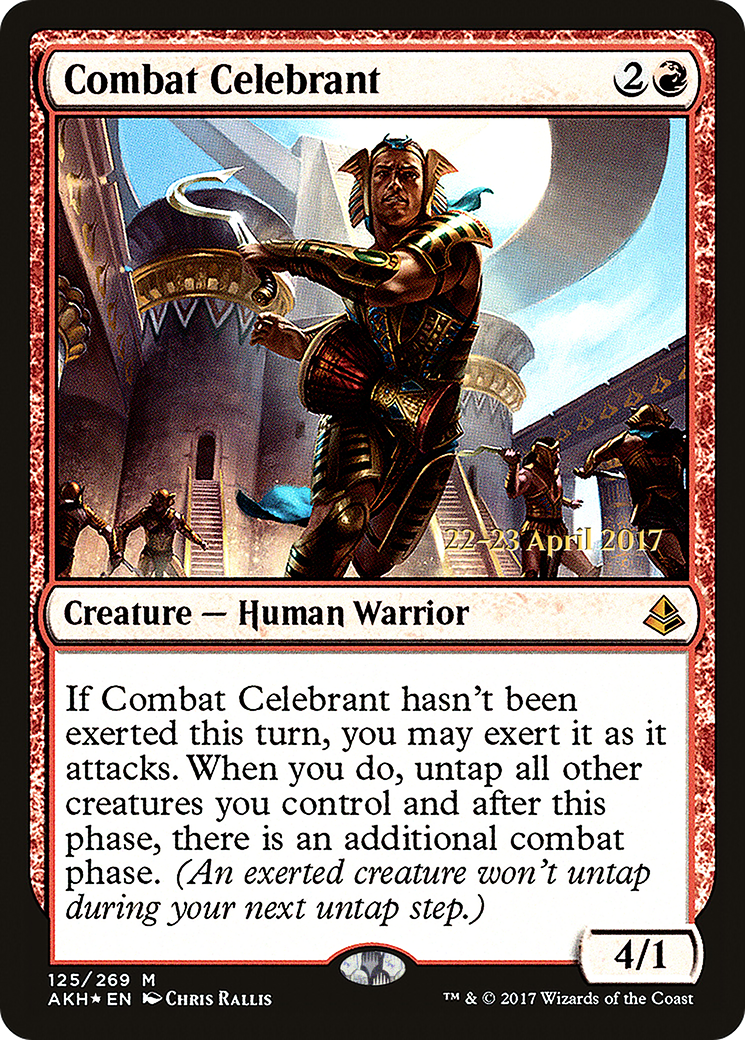 Combat Celebrant 2
22–23 April 2017
Creature — Human Warrior
If Combat Celebrant hasn't been
exerted this turn, you may exert it as it
attacks. When you do, untap all other
creatures you control and after this
phase, there is an additional combat
phase. (An exerted creature won't untap
during your next untap step.)
4/1
125/269 M
AKH★EN Chris Rallis
™ & © 2017 Wizards of the Coast